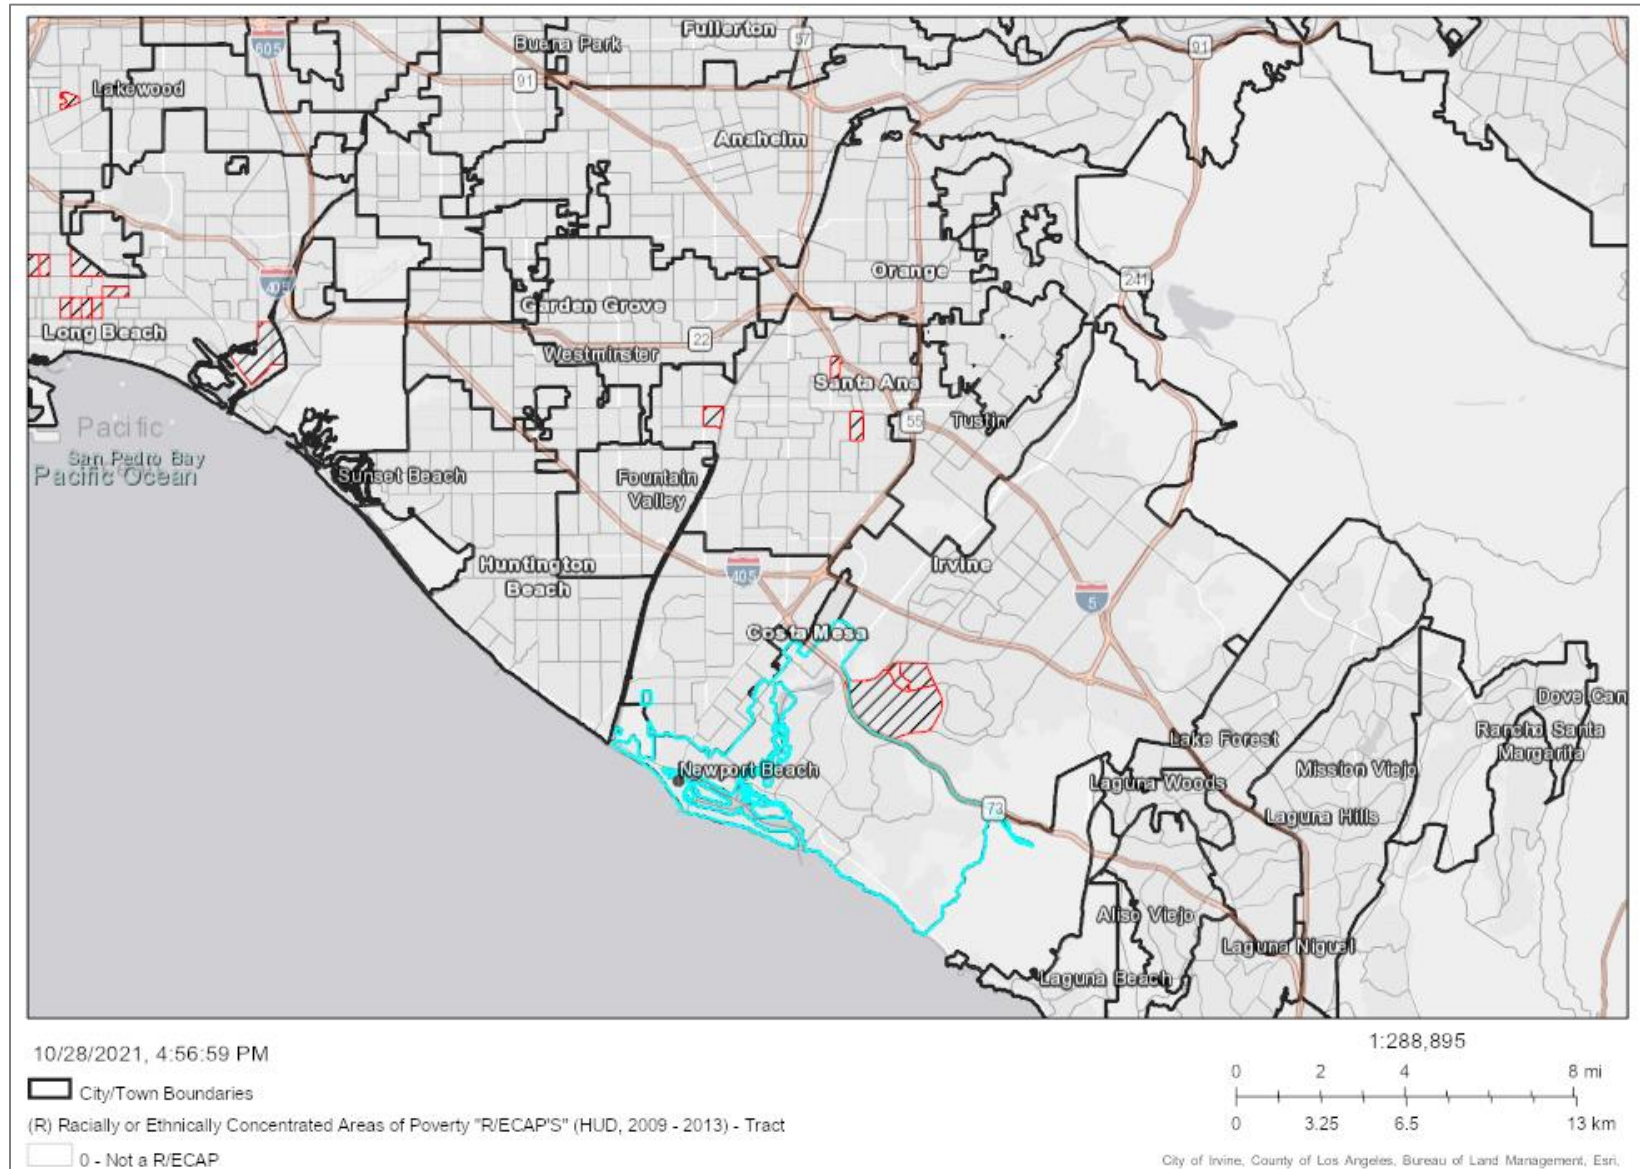 Fullerton
Buena Park
605
97
91
91
Lakewood
Anaheim
Orange
241
405
Garden Grove
Long Beach
22
Westminster
Santa Ana
55
Tustin
Pacific
San Pedro Bay
Pacific Ocean
Sunset Beach
Fountain
Valley
Huntington
Beach
405
Irvine
5
Costa Mesa
Dove Can
Rancho Santa
Margarita
Lake Forest
Mission Viejo
Newport Beach
Laguna Woods
73
Laguna Hills
Aliso Viejo
Laguna Niguel
Laguna Beach
10/28/2021, 4:56:59 PM
City/Town Boundaries
(R) Racially or Ethnically Concentrated Areas of Poverty "R/ECAP'S" (HUD, 2009 - 2013) - Tract
0 - Not a R/ECAP
1:288,895
0 2 4 8 mi
0 3.25 6.5 13 km
City of Irvine, County of Los Angeles, Bureau of Land Management, Esri,